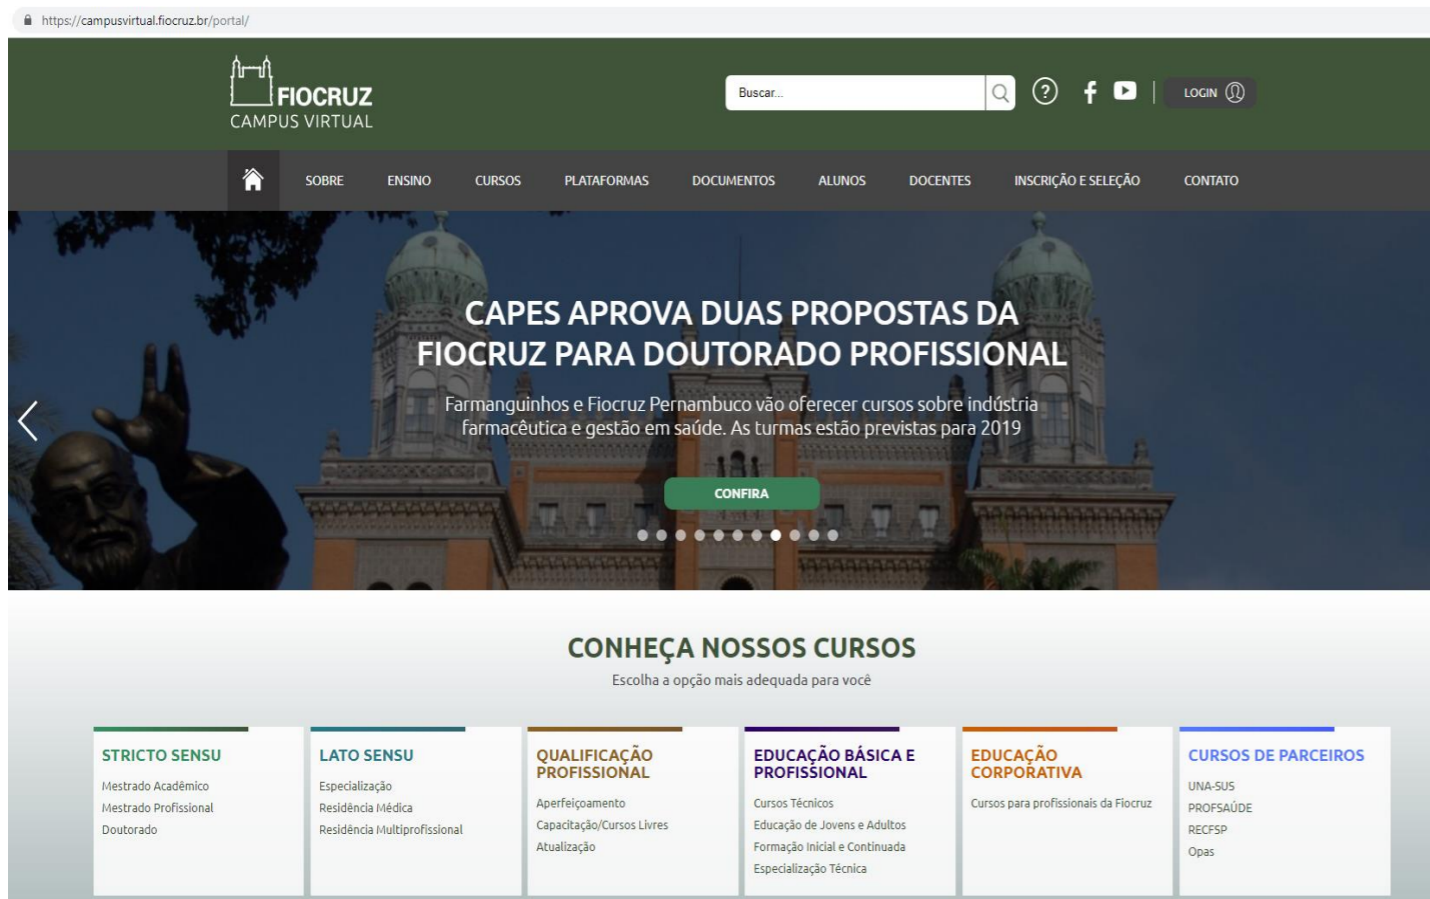 https://campusvirtual.fiocruz.br/portal/
FIOCRUZ
CAMPUS VIRTUAL
Buscar...
?
LOGIN
SOBRE ENSINO CURSOS PLATAFORMAS DOCUMENTOS ALUNOS DOCENTES INSCRIÇÃO E SELEÇÃO CONTATO
CAPES APROVA DUAS PROPOSTAS DA
FIOCRUZ PARA DOUTORADO PROFISSIONAL
Farmanguinhos e Fiocruz Pernambuco vão oferecer cursos sobre indústria
farmacêutica e gestão em saúde. As turmas estão previstas para 2019
CONFIRA
CONHEÇA NOSSOS CURSOS
Escolha a opção mais adequada para você
STRICTO SENSU
Mestrado Acadêmico
Mestrado Profissional
Doutorado
LATO SENSU
Especialização
Residência Médica
Residência Multiprofissional
QUALIFICAÇÃO
PROFISSIONAL
Aperfeiçoamento
Capacitação/Cursos Livres
Atualização
EDUCAÇÃO BÁSICA E
PROFISSIONAL
Cursos Técnicos
Educação de Jovens e Adultos
Formação Inicial e Continuada
Especialização Técnica
EDUCAÇÃO
CORPORATIVA
Cursos para profissionais da Fiocruz
CURSOS DE PARCEIROS
UNA-SUS
PROFSAÚDE
RECFSP
Opas